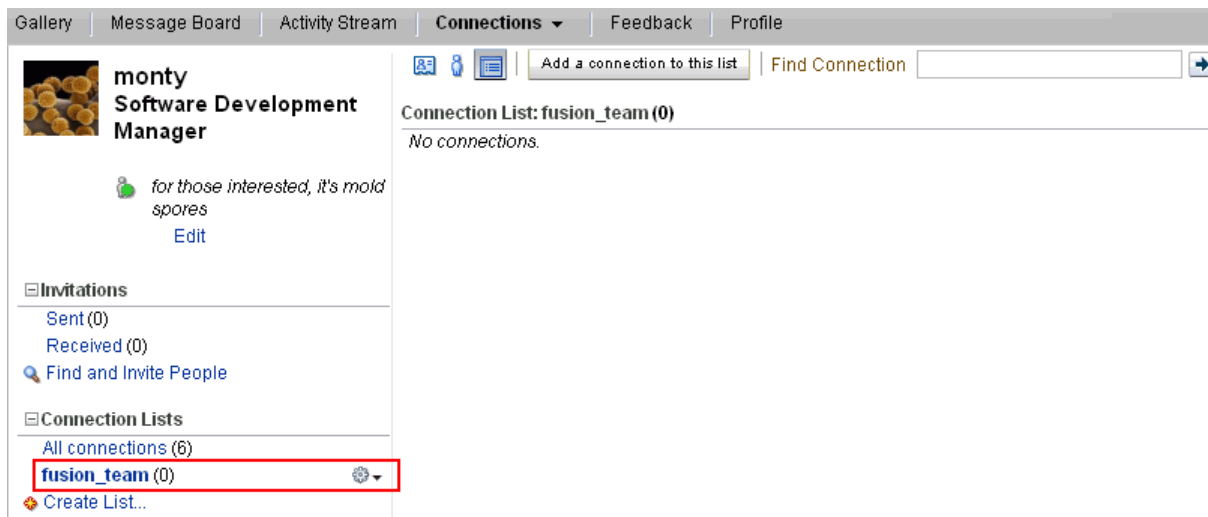 Gallery Message Board Activity Stream Connections Feedback Profile
Add a connection to this list Find Connection
monty
Software Development
Manager
for those interested, it's mold
spores
Edit
Connection List: fusion_team (0)
No connections.
Invitations
Sent (0)
Received (0)
Find and Invite People
Connection Lists
All connections (6)
fusion_team (0)
Create List...